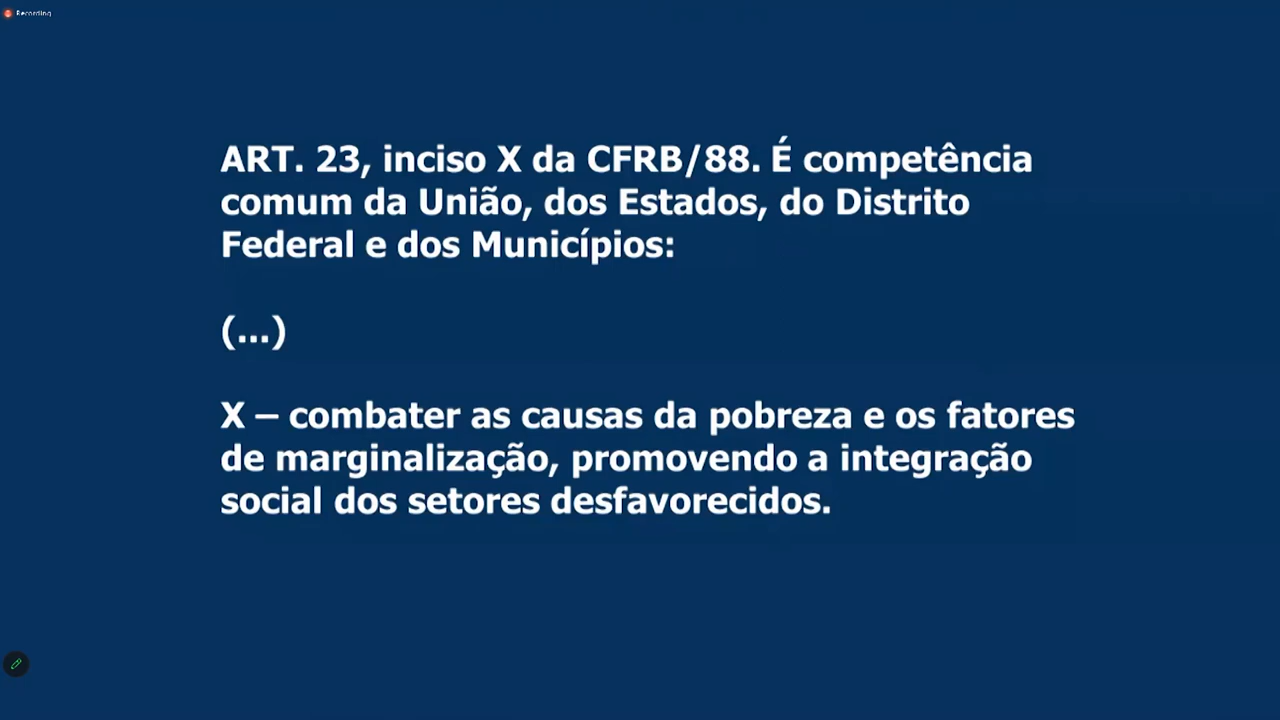 Recording
ART. 23, inciso X da CFRB/88. É competência
comum da União, dos Estados, do Distrito
Federal e dos Municípios:
(...)
X – combater as causas da pobreza e os fatores
de marginalização, promovendo a integração
social dos setores desfavorecidos.